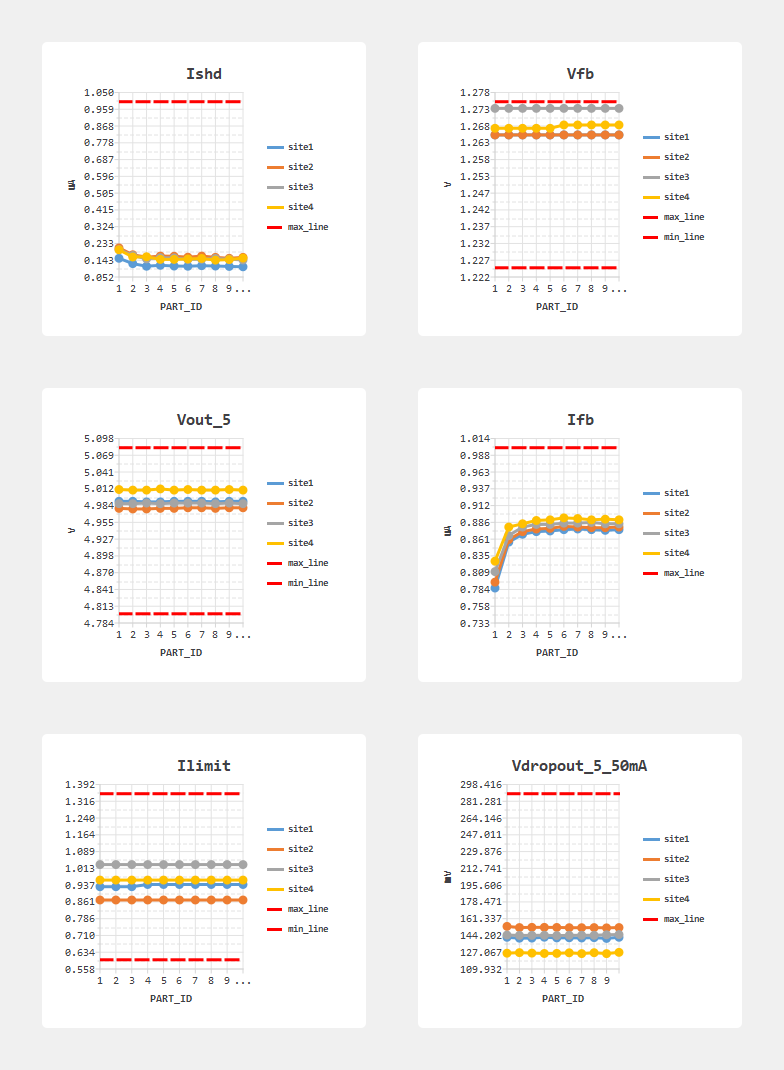 Ishd
1.050
0.959
0.868
0.778
0.687
0.596
0.505
0.415
0.324
0.233
0.143
0.052
mA
1 2 3 4 5 6 7 8 9...
PART_ID
site1
site2
site3
site4
max_line
Vfb
1.278
1.273
1.268
1.263
1.258
1.253
1.247
1.242
1.237
1.232
1.227
1.222
V
1 2 3 4 5 6 7 8 9...
PART_ID
site1
site2
site3
site4
max_line
min_line
Vout_5
5.098
5.069
5.041
5.012
4.984
4.955
4.927
4.898
4.870
4.841
4.813
4.784
V
1 2 3 4 5 6 7 8 9...
PART_ID
site1
site2
site3
site4
max_line
min_line
Ifb
1.014
0.988
0.963
0.937
0.912
0.886
0.861
0.835
0.809
0.784
0.758
0.733
uA
1 2 3 4 5 6 7 8 9...
PART_ID
site1
site2
site3
site4
max_line
Ilimit
1.392
1.316
1.240
1.164
1.089
1.013
0.937
0.861
0.786
0.710
0.634
0.558
1 2 3 4 5 6 7 8 9...
PART_ID
site1
site2
site3
site4
max_line
min_line
Vdropout_5_50mA
298.416
281.281
264.146
247.011
229.876
212.741
195.606
178.471
161.337
144.202
127.067
109.932
mV
1 2 3 4 5 6 7 8 9
PART_ID
site1
site2
site3
site4
max_line